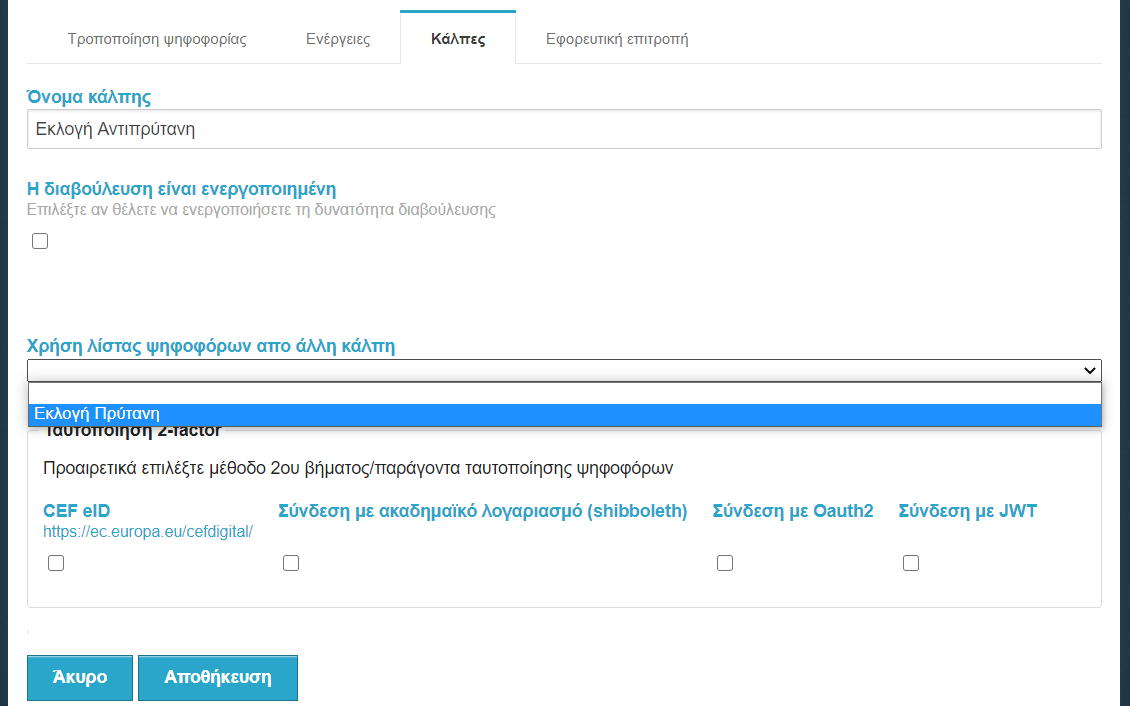 Τροποποίηση ψηφοφορίας Ενέργειες Κάλπες Εφορευτική επιτροπή
Όνομα κάλπης
Εκλογή Αντιπρύτανη
Η διαβούλευση είναι ενεργοποιημένη
Επιλέξτε αν θέλετε να ενεργοποιήσετε τη δυνατότητα διαβούλευσης
Χρήση λίστας ψηφοφόρων απο άλλη κάλπη
Εκλογή Πρύτανη
Ταυτοποίηση 2-factor
Προαιρετικά επιλέξτε μέθοδο 2ου βήματος/παράγοντα ταυτοποίησης ψηφοφόρων
CEF eID Σύνδεση με ακαδημαϊκό λογαριασμό (shibboleth) Σύνδεση με Oauth2 Σύνδεση με JWT
https://ec.europa.eu/cefdigital/
Άκυρο Αποθήκευση